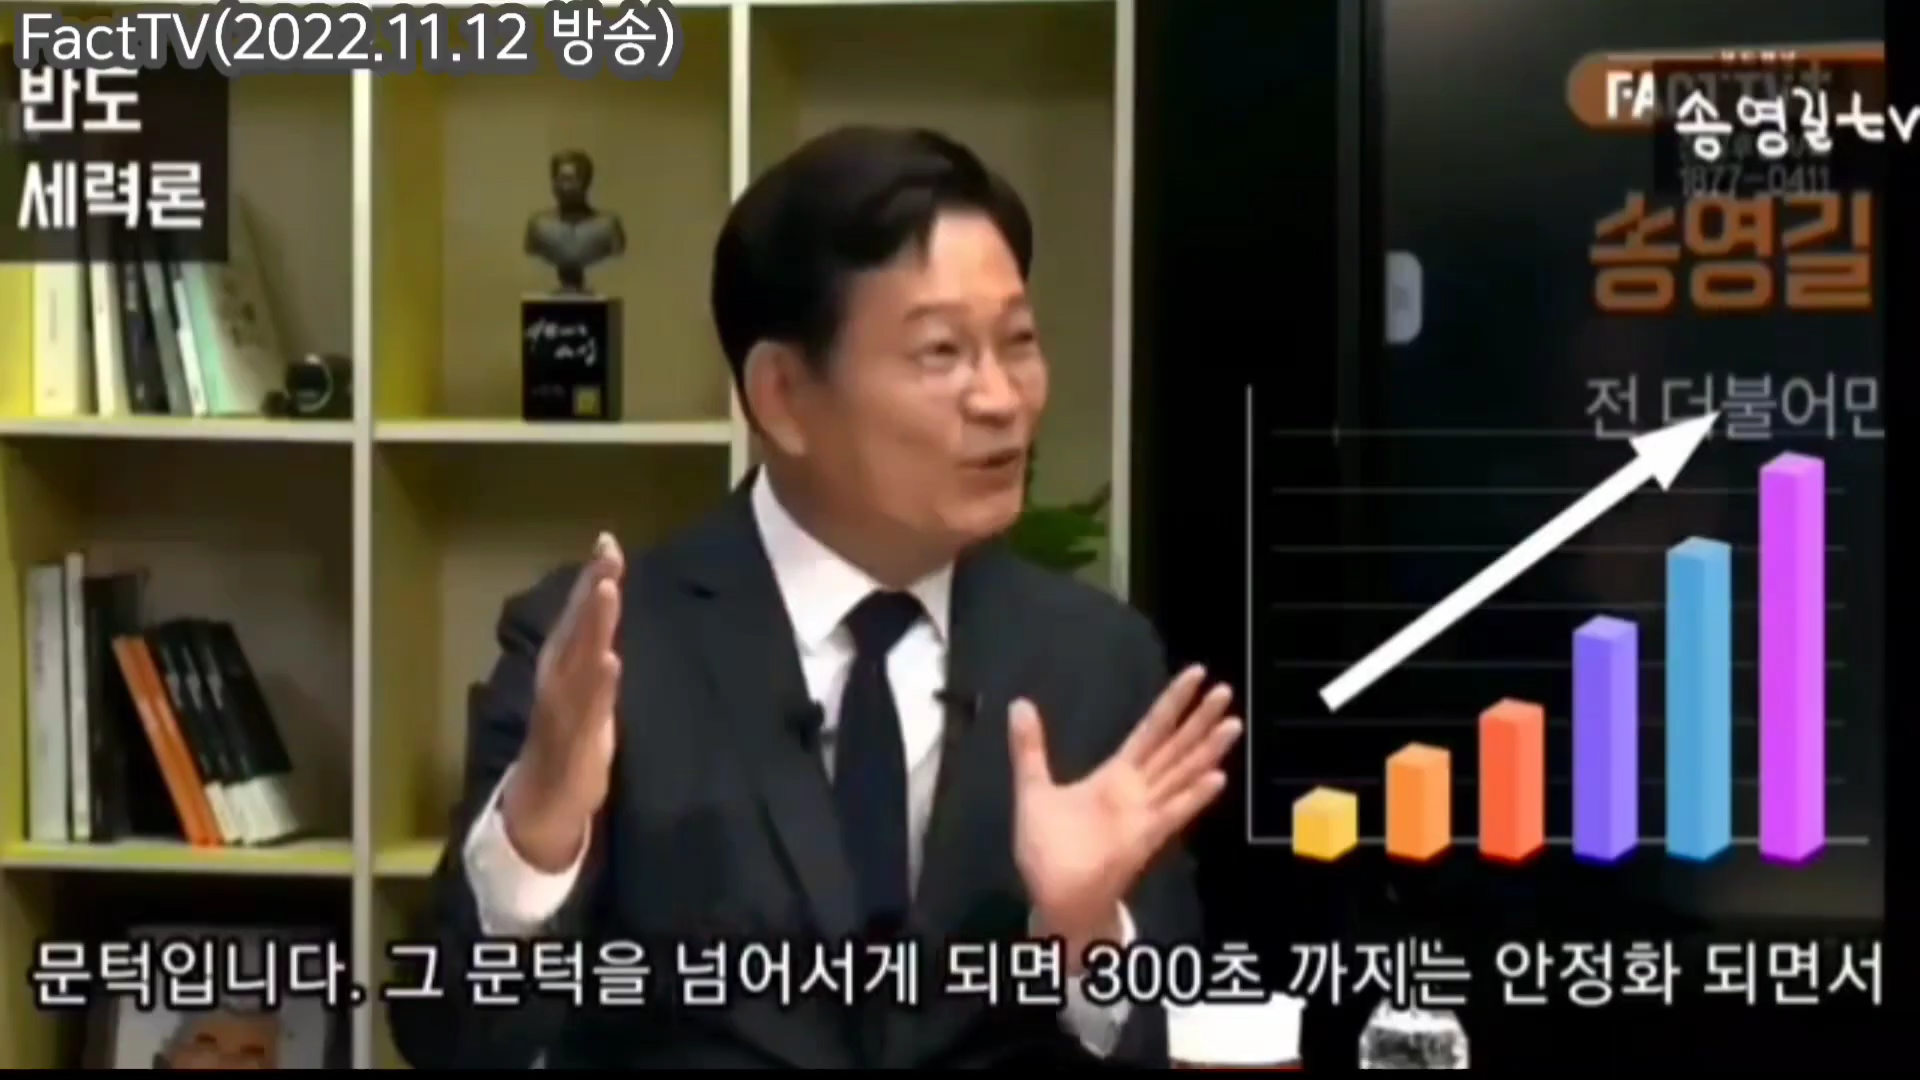 FactTV(2022.11.12 방송)
반도
세력론
송영길tv
1877-0411
송영길
전 더불어민
문턱입니다. 그 문턱을 넘어서게 되면 300초 까지는 안정화 되면서